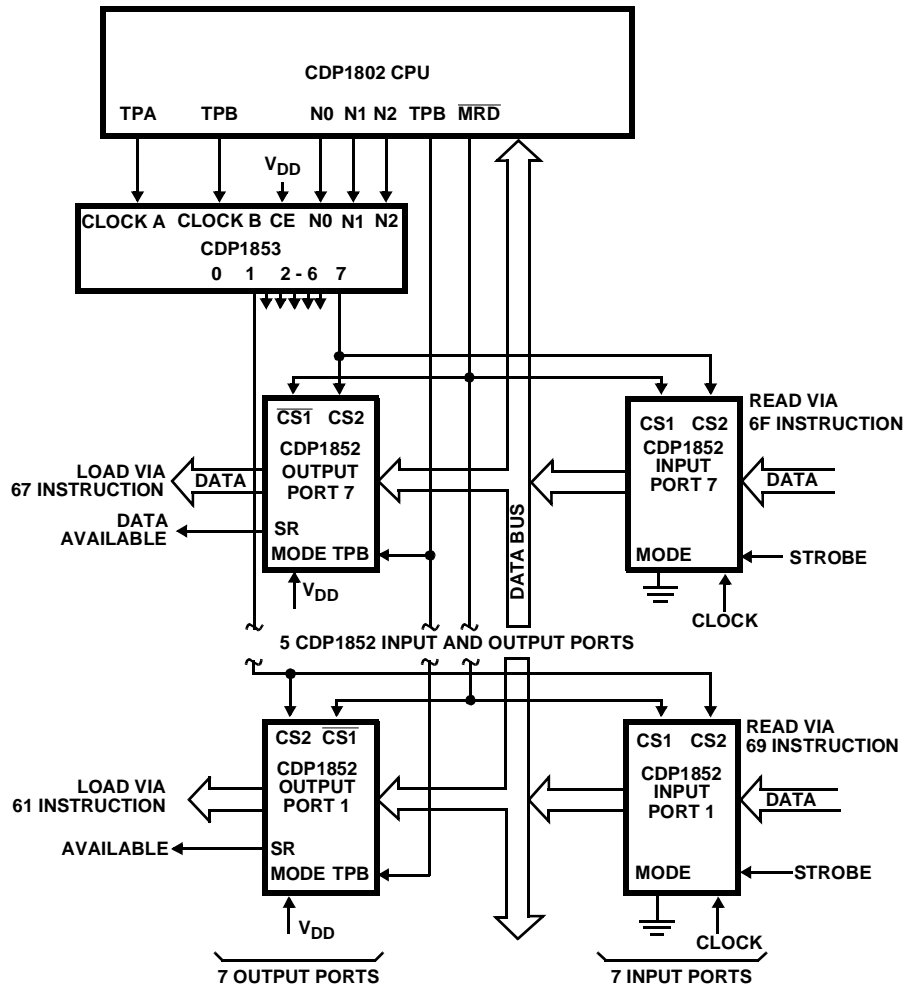 CDP1802 CPU
TPA TPB N0 N1 N2 TPB MRD
VDD
CLOCK A CLOCK B CE N0 N1 N2
CDP1853
0 1 2 - 6 7
CS1 CS2
CDP1852
OUTPUT
PORT 7
SR
MODE TPB
LOAD VIA
67 INSTRUCTION
DATA
DATA
AVAILABLE
VDD
DATA BUS
CS1 CS2
CDP1852
INPUT
PORT 7
MODE
READ VIA
6F INSTRUCTION
DATA
STROBE
CLOCK
5 CDP1852 INPUT AND OUTPUT PORTS
CS2 CS1
CDP1852
OUTPUT
PORT 1
SR
MODE TPB
LOAD VIA
61 INSTRUCTION
AVAILABLE
VDD
CS1 CS2
CDP1852
INPUT
PORT 1
MODE
READ VIA
69 INSTRUCTION
DATA
STROBE
CLOCK
7 OUTPUT PORTS
7 INPUT PORTS